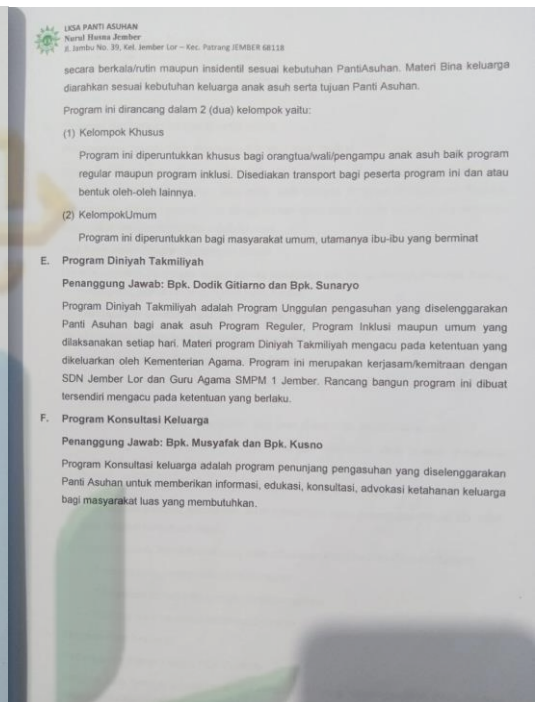 LKSA PANTI ASUHAN
Nurul Husna Jember
Jl. Jambu No. 39, Kel. Jember Lor – Kec. Patrang JEMBER 68118
secara berkala/rutin maupun insidentil sesuai kebutuhan PantiAsuhan. Materi Bina keluarga
diarahkan sesuai kebutuhan keluarga anak asuh serta tujuan Panti Asuhan.
Program ini dirancang dalam 2 (dua) kelompok yaitu:
(1) Kelompok Khusus
Program ini diperuntukkan khusus bagi orangtua/wali/pengampu anak asuh baik program
regular maupun program inklusi. Disediakan transport bagi peserta program ini dan atau
bentuk oleh-oleh lainnya.
(2) KelompokUmum
Program ini diperuntukkan bagi masyarakat umum, utamanya ibu-ibu yang berminat
E. Program Diniyah Takmiliyah
Penanggung Jawab: Bpk. Dodik Gitiarno dan Bpk. Sunaryo
Program Diniyah Takmiliyah adalah Program Unggulan pengasuhan yang diselenggarakan
Panti Asuhan bagi anak asuh Program Reguler, Program Inklusi maupun umum yang
dilaksanakan setiap hari. Materi program Diniyah Takmiliyah mengacu pada ketentuan yang
dikeluarkan oleh Kementerian Agama. Program ini merupakan kerjasam/kemitraan dengan
SDN Jember Lor dan Guru Agama SMPM 1 Jember. Rancang bangun program ini dibuat
tersendiri mengacu pada ketentuan yang berlaku.
F. Program Konsultasi Keluarga
Penanggung Jawab: Bpk. Musyafak dan Bpk. Kusno
Program Konsultasi keluarga adalah program penunjang pengasuhan yang diselenggarakan
Panti Asuhan untuk memberikan informasi, edukasi, konsultasi, advokasi ketahanan keluarga
bagi masyarakat luas yang membutuhkan.